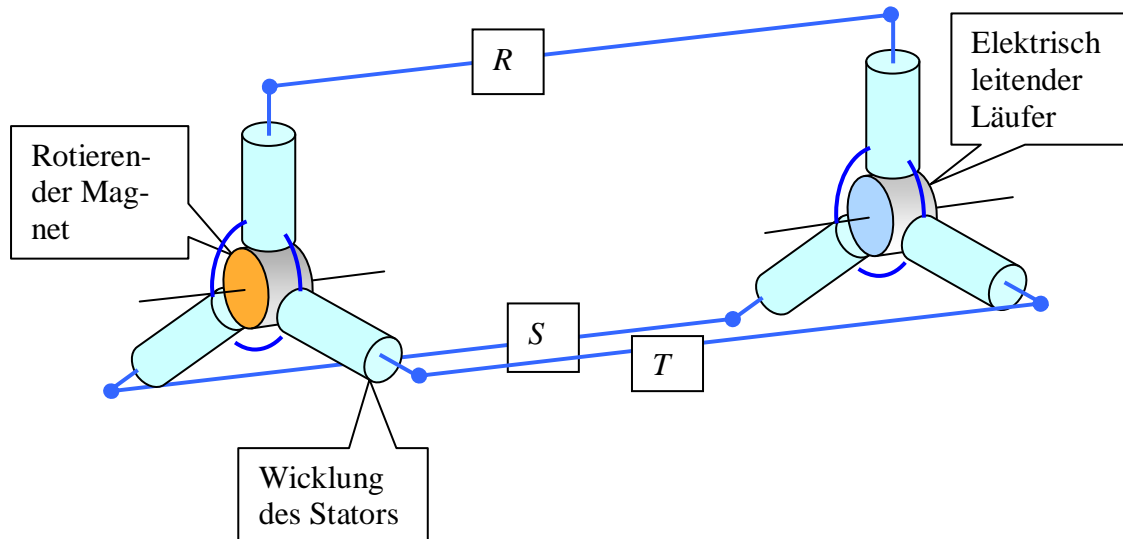 R
Elektrisch
leitender
Läufer
Rotieren-
der Mag-
net
S
T
Wicklung
des Stators